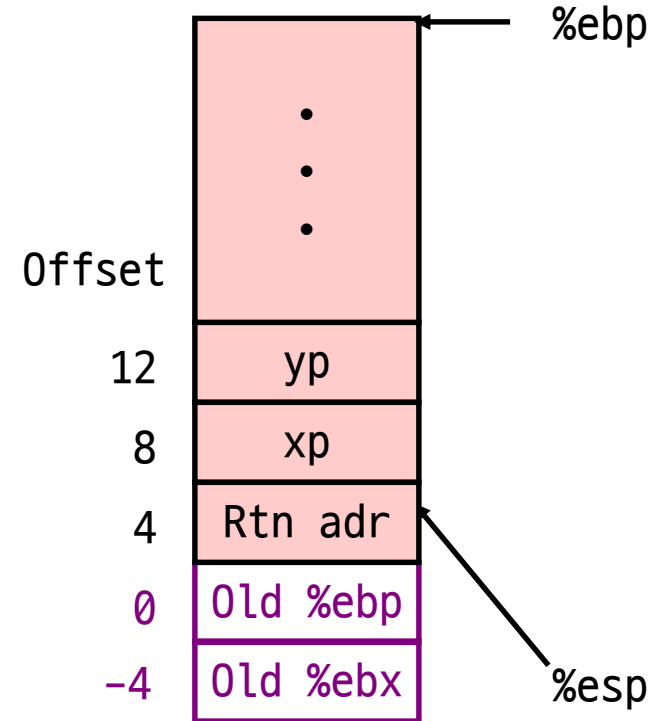 %ebp
Offset
12 yp
8 xp
4 Rtn adr
0 Old %ebp
-4 Old %ebx
%esp